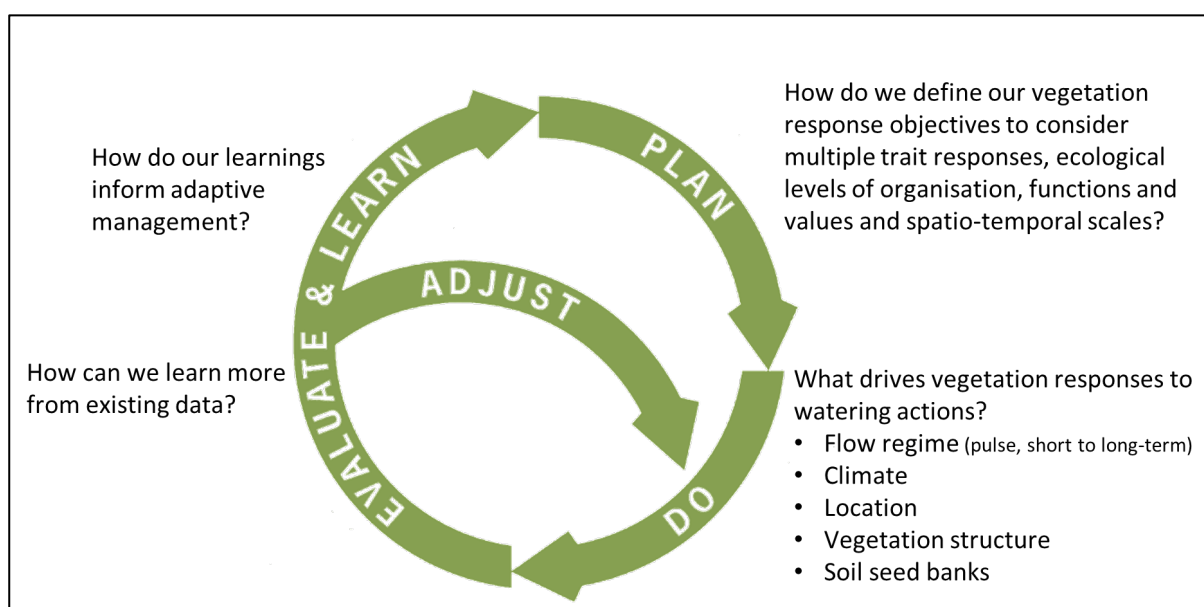 How do our learnings
inform adaptive
management?
How can we learn more
from existing data?
EVALUATE & LEARN
ADJUST
PLAN
DO
How do we define our vegetation
response objectives to consider
multiple trait responses, ecological
levels of organisation, functions and
values and spatio-temporal scales?
What drives vegetation responses to
watering actions?
• Flow regime (pulse, short to long-term)
• Climate
• Location
• Vegetation structure
• Soil seed banks